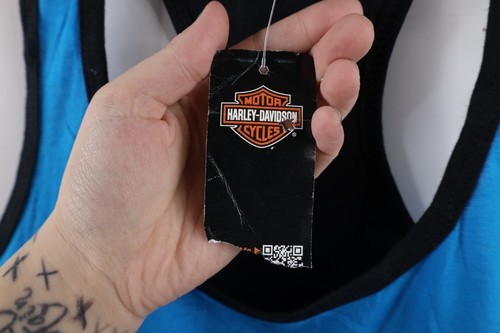 MOTOR
HARLEY-DAVIDSON
CYCLES
®